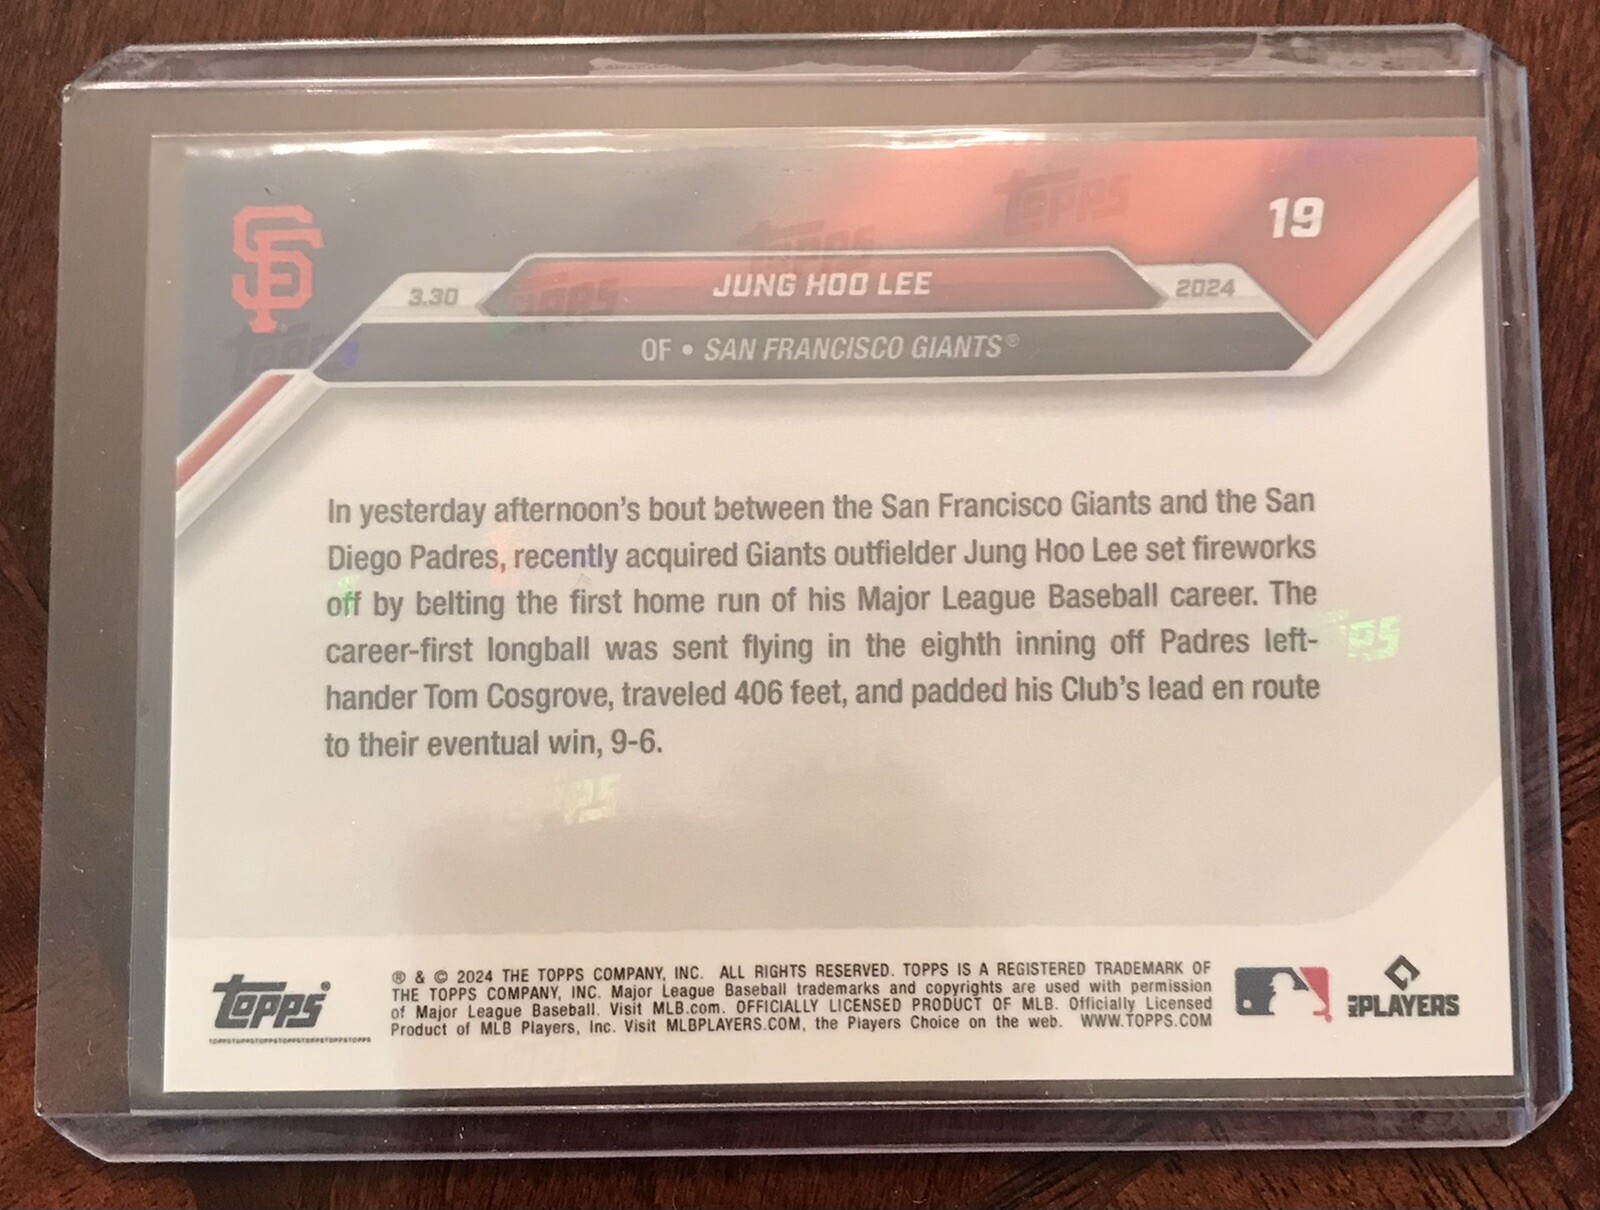 SF
19
JUNG HOO LEE
3.30
2024
OF • SAN FRANCISCO GIANTS®
In yesterday afternoon's bout between the San Francisco Giants and the San
Diego Padres, recently acquired Giants outfielder Jung Hoo Lee set fireworks
off by belting the first home run of his Major League Baseball career. The
career-first longball was sent flying in the eighth inning off Padres left-
hander Tom Cosgrove, traveled 406 feet, and padded his Club's lead en route
to their eventual win, 9-6.
Topps®
® & © 2024 THE TOPPS COMPANY, INC. ALL RIGHTS RESERVED. TOPPS IS A REGISTERED TRADEMARK OF
THE TOPPS COMPANY, INC. Major League Baseball trademarks and copyrights are used with permission
of Major League Baseball. Visit MLB.com. OFFICIALLY LICENSED PRODUCT OF MLB. Officially Licensed
Product of MLB Players, Inc. Visit MLBPLAYERS.COM, the Players Choice on the web. WWW.TOPPS.COM
MLB PLAYERS